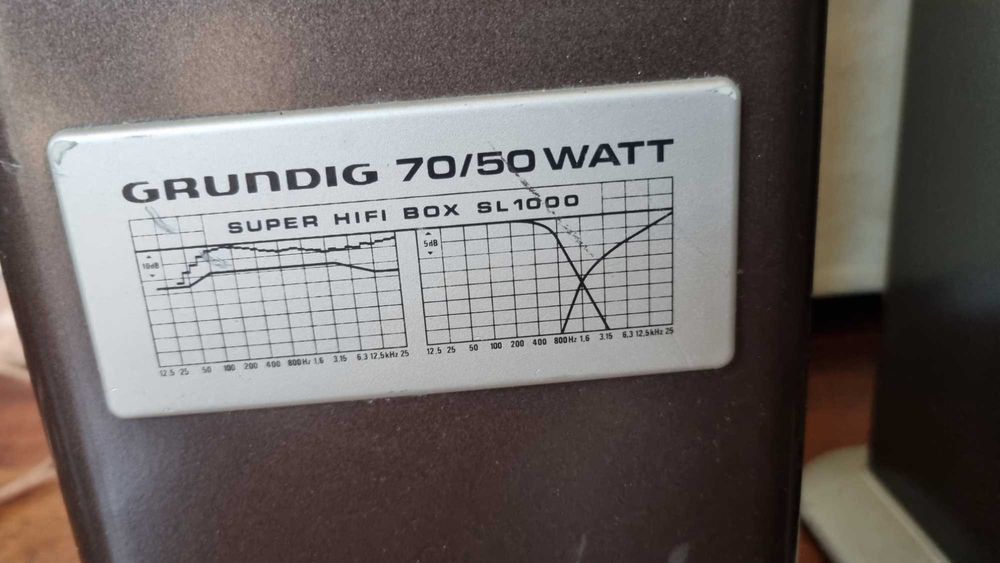 GRUNDIG 70/50 WATT
SUPER HIFI BOX SL1000
10dB
5dB
12.5 25 50 100 200 400 800Hz 1.6 3.15 6.3 12,5kHz 25
12.5 25 50 100 200 400 800Hz 1.6 3.15 6.3 12,5kHz 25